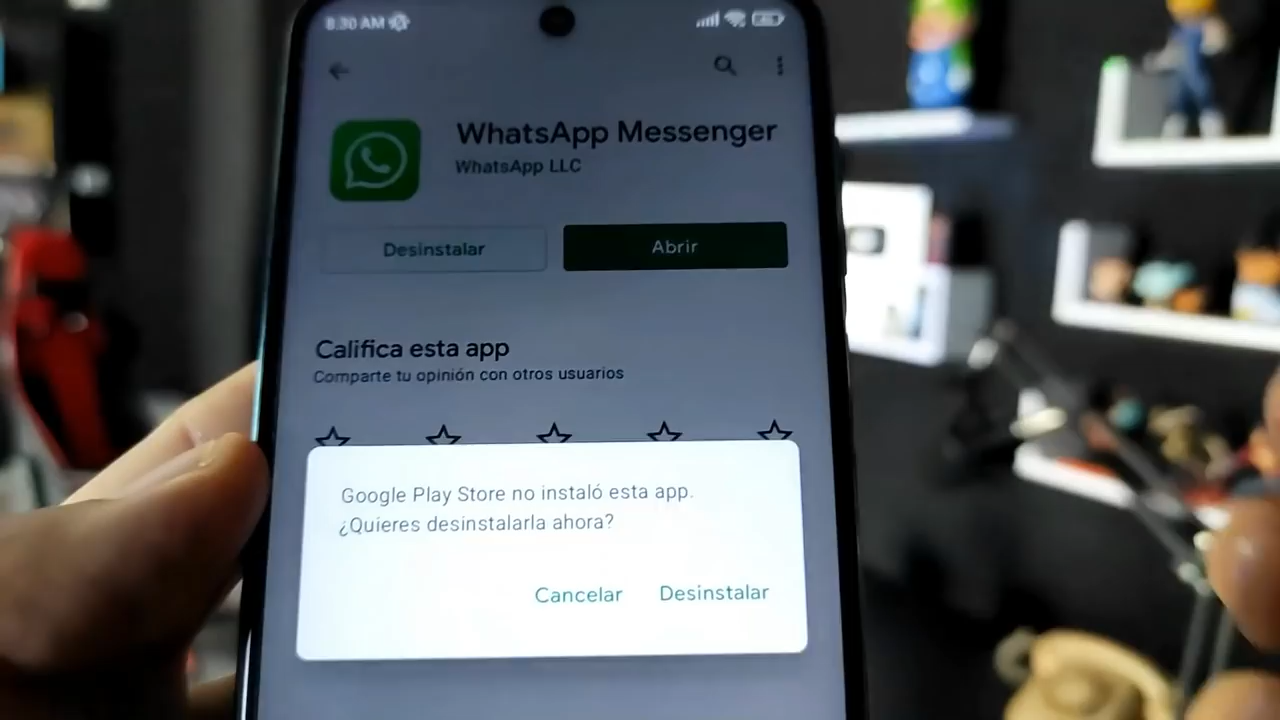 8:30 AM
WhatsApp Messenger
WhatsApp LLC
Desinstalar
Abrir
Califica esta app
Comparte tu opinión con otros usuarios
Google Play Store no instaló esta app.
¿Quieres desinstalarla ahora?
Cancelar
Desinstalar